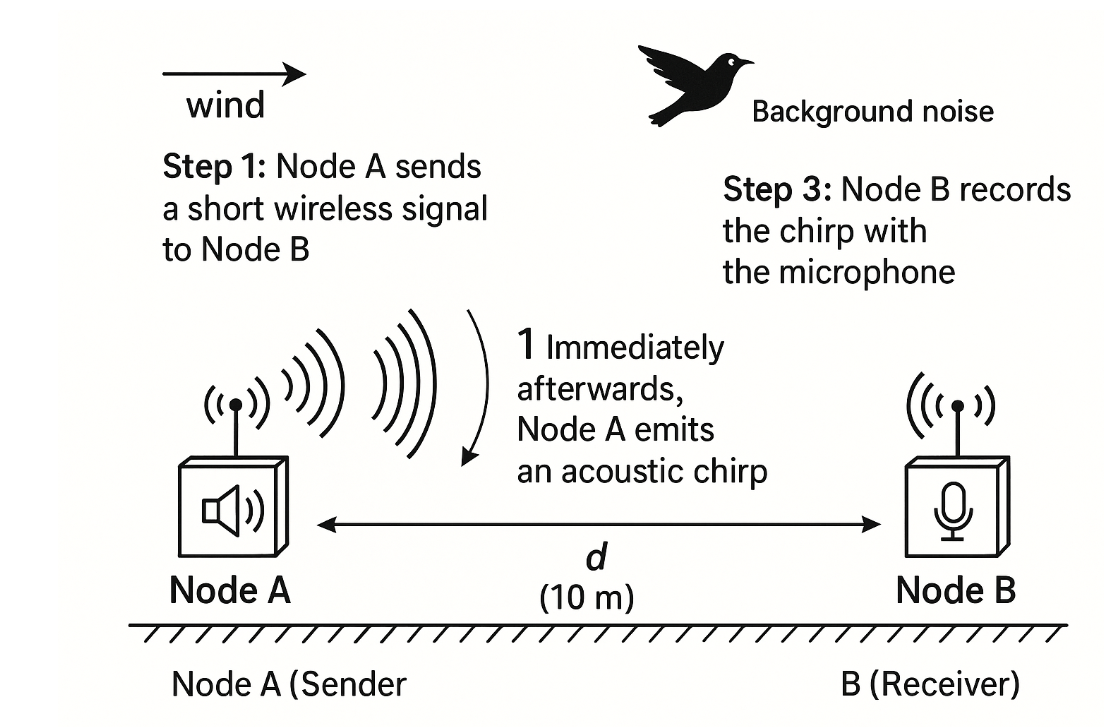 wind
Background noise
Step 1: Node A sends
a short wireless signal
to Node B
Step 3: Node B records
the chirp with
the microphone
1 Immediately
afterwards,
Node A emits
an acoustic chirp
d
(10 m)
Node A
Node B
Node A (Sender
B (Receiver)